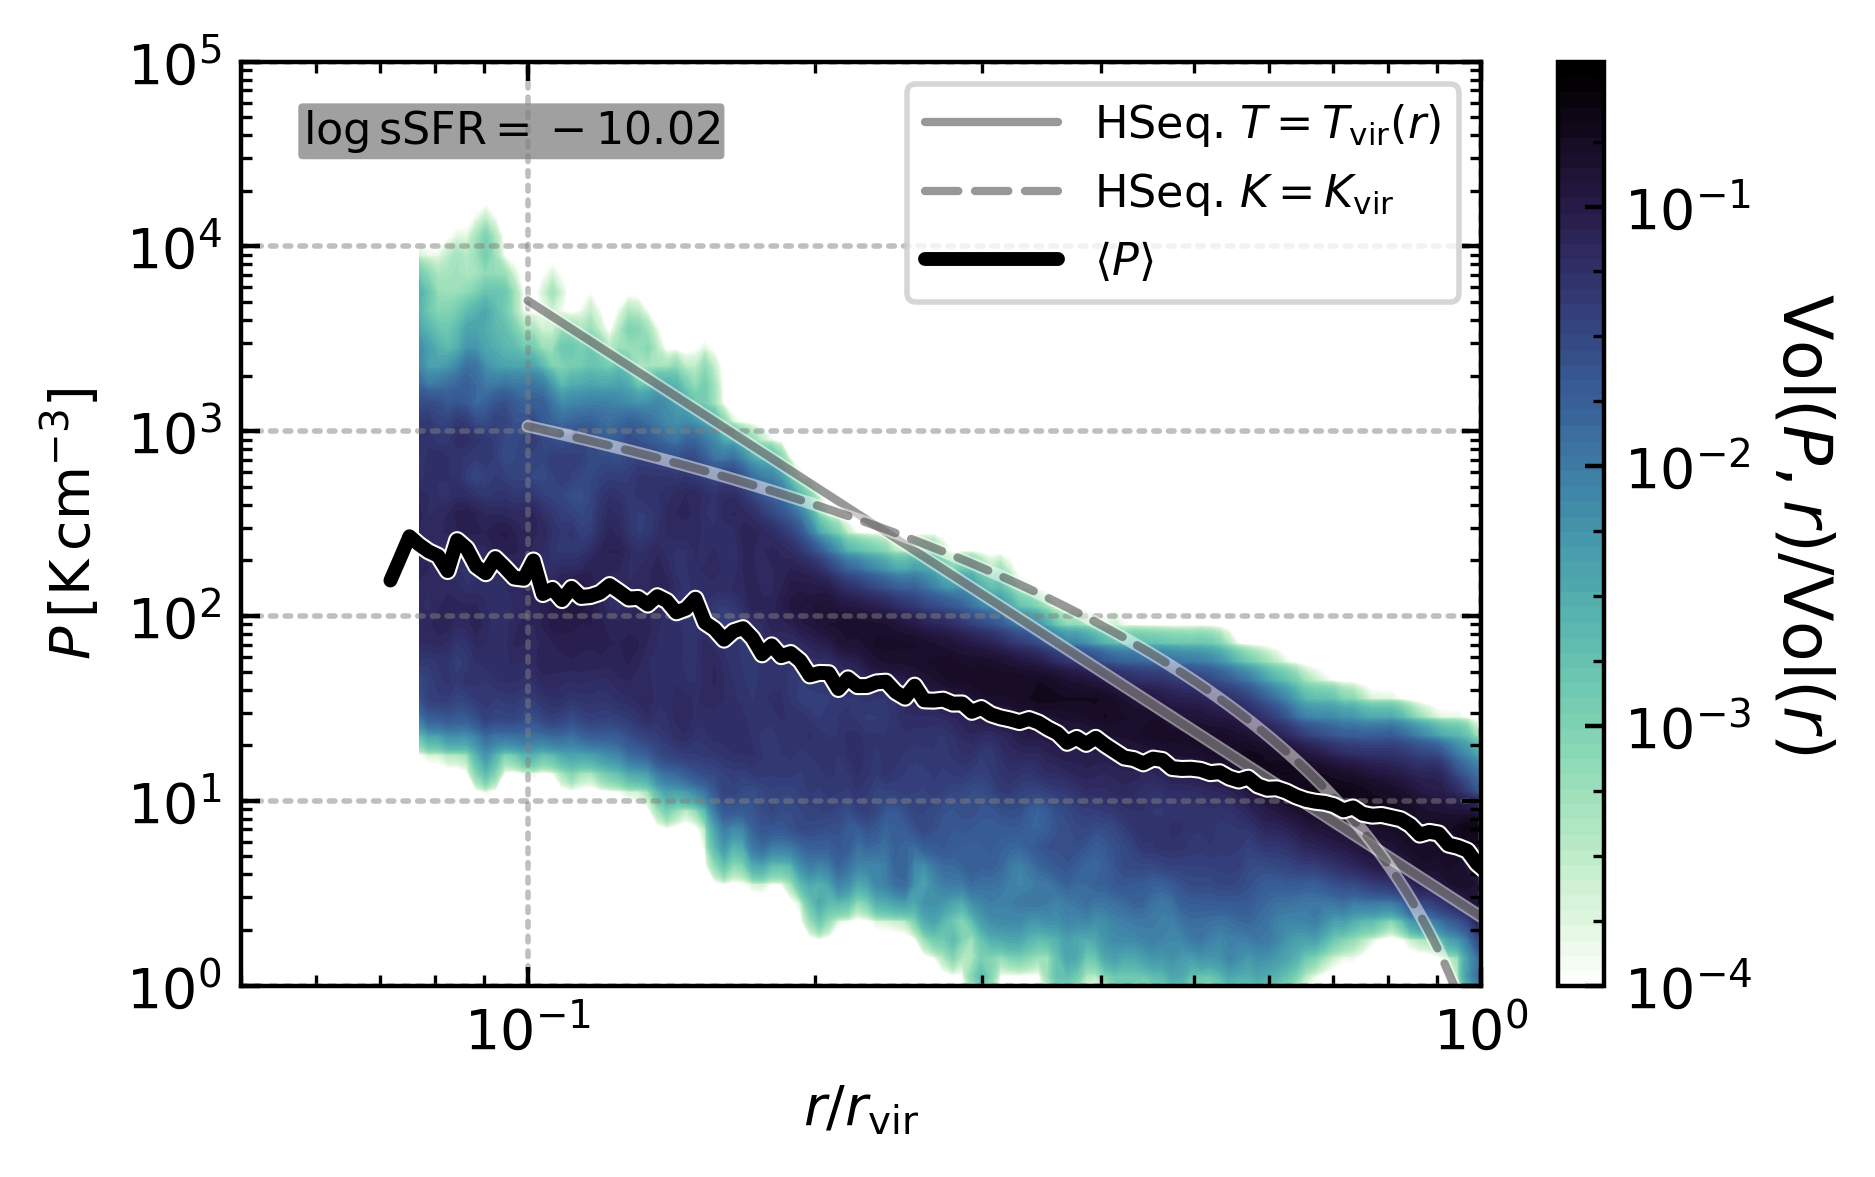 log sSFR = − 10.02
HSeq. T = T_vir(r)
HSeq. K = K_vir
⟨P⟩
10^5
10^4
10^3
10^2
10^1
10^0
P [K cm^−3]
10^−1
10^0
r/r_vir
10^−1
10^−2
10^−3
10^−4
Vol(P, r)/Vol(r)